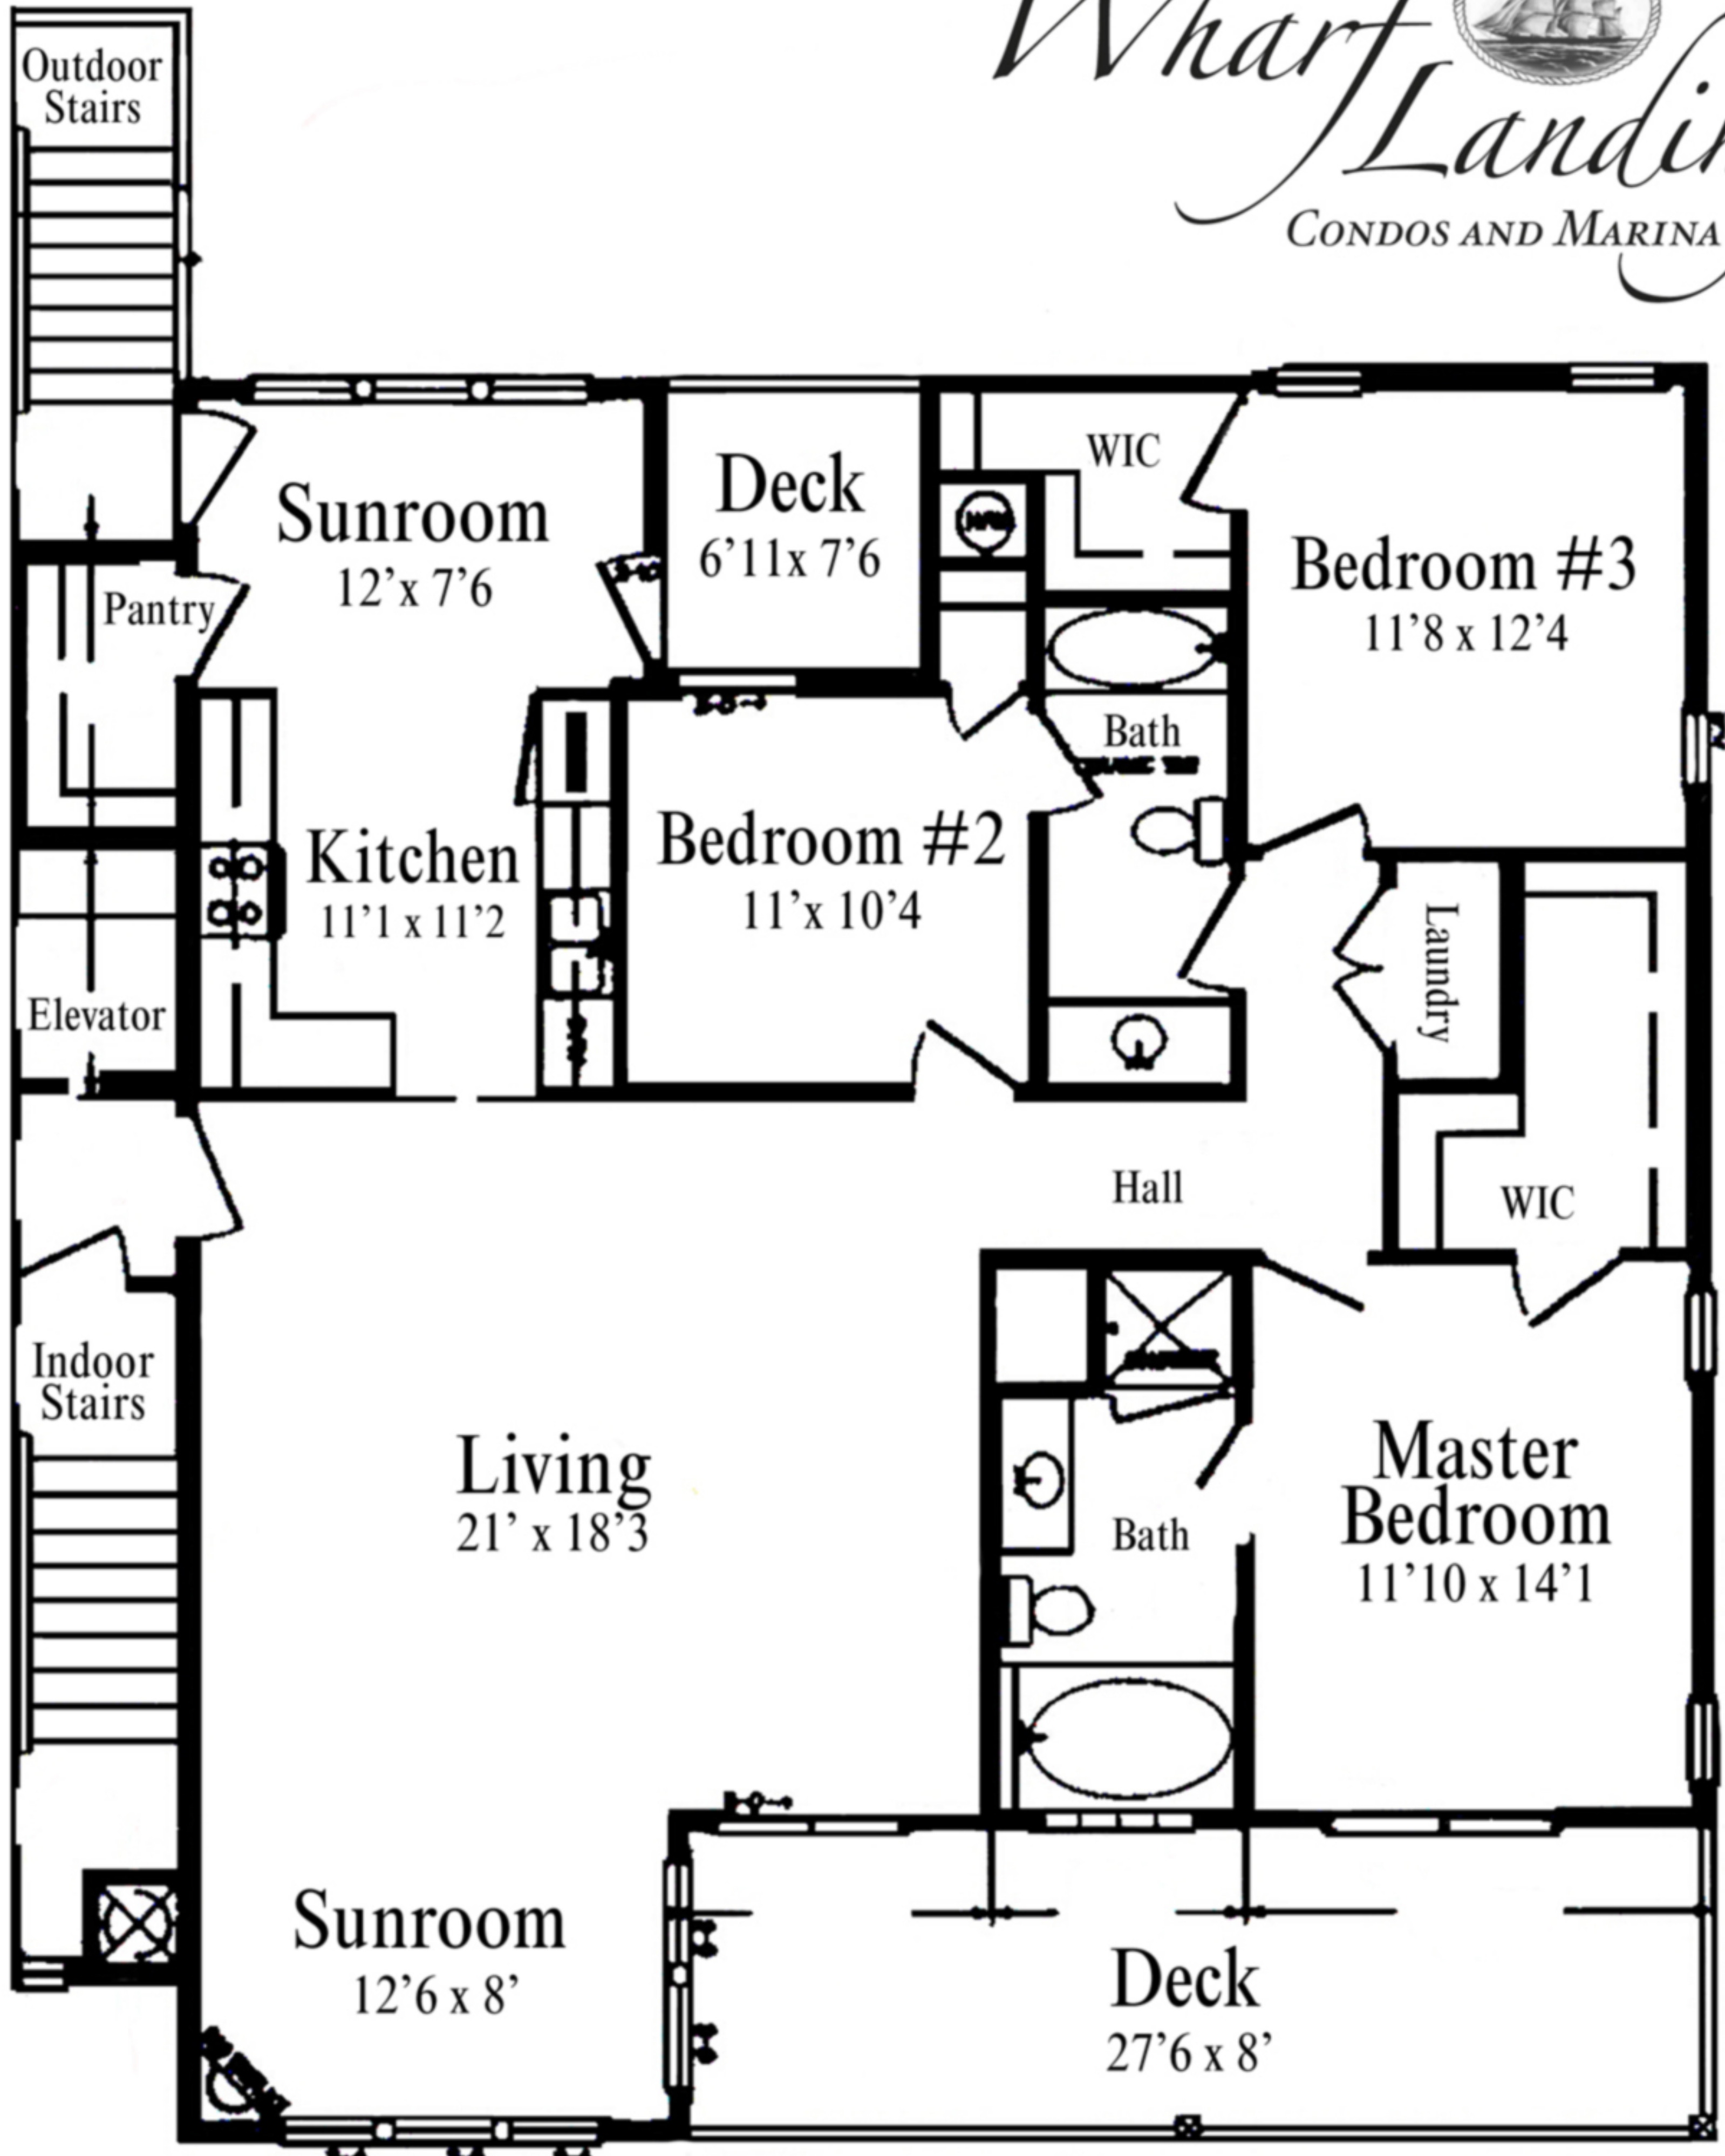 Wharf
Landin
CONDOS AND MARINA
Outdoor
Stairs
WIC
Deck
6'11x 7'6
Sunroom
12'x 7'6
Bedroom #3
11'8 x 12'4
Pantry
Bath
Kitchen
11'1 x 11'2
Bedroom #2
11'x 10'4
Laundry
Elevator
Hall
WIC
Indoor
Stairs
Living
21' x 18'3
Bath
Master
Bedroom
11'10 x 14'1
Sunroom
12'6 x 8'
Deck
27'6 x 8'